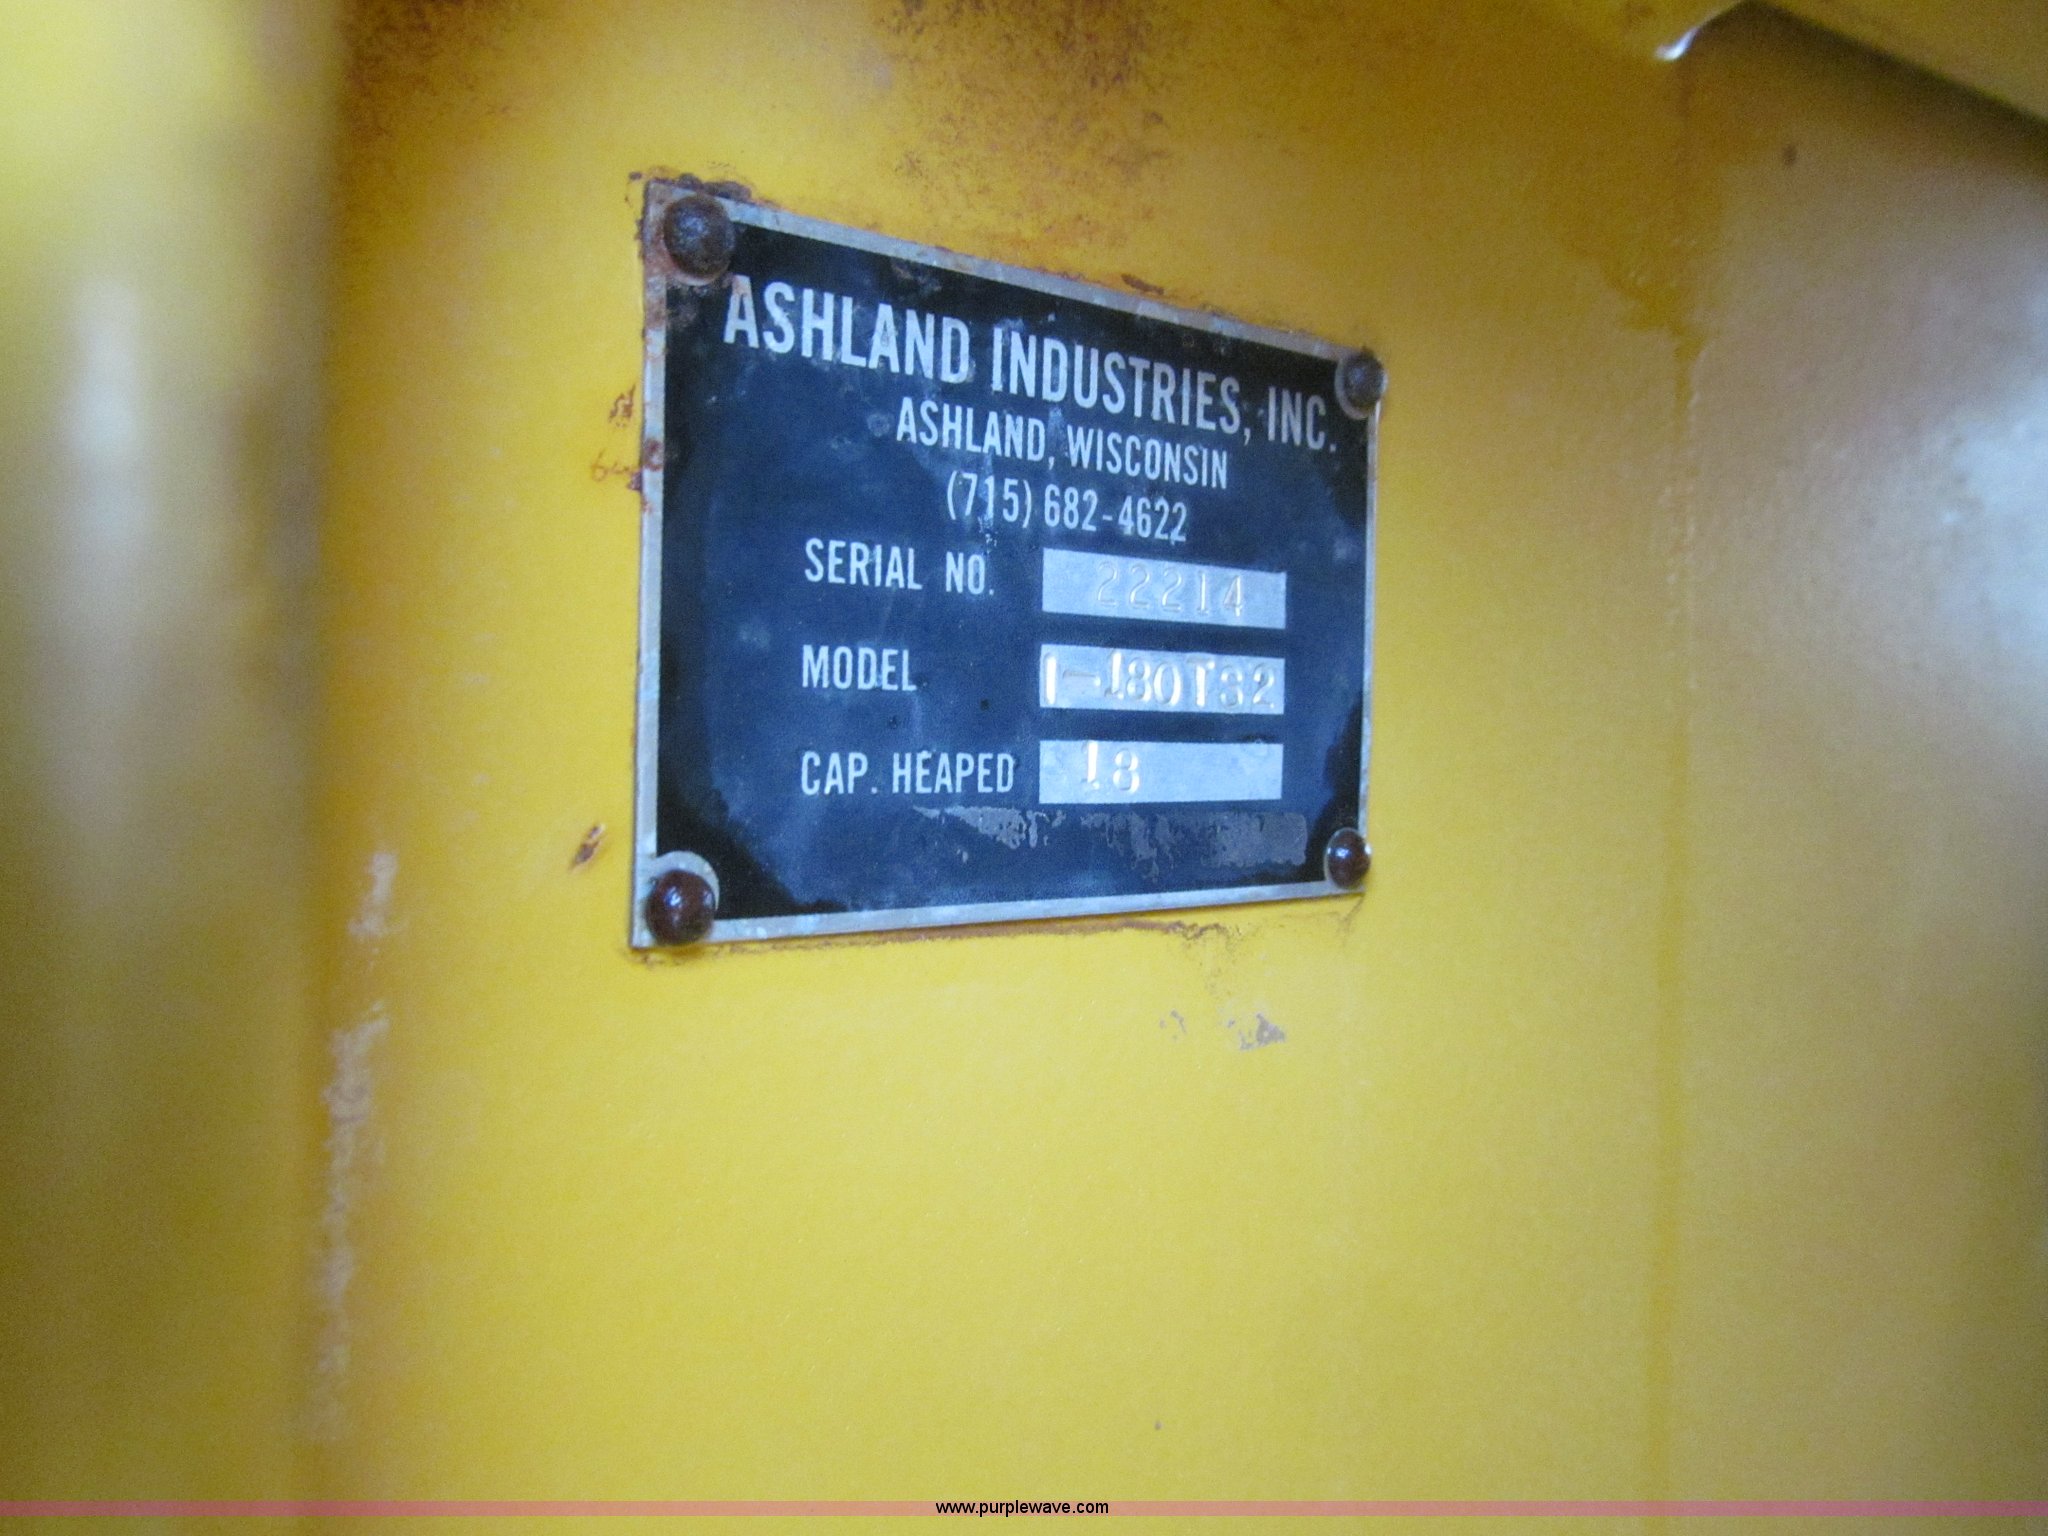 ASHLAND INDUSTRIES, INC.
ASHLAND, WISCONSIN
(715) 682-4622
SERIAL NO. 22214
MODEL I-180TS2
CAP. HEAPED 18
www.purplewave.com